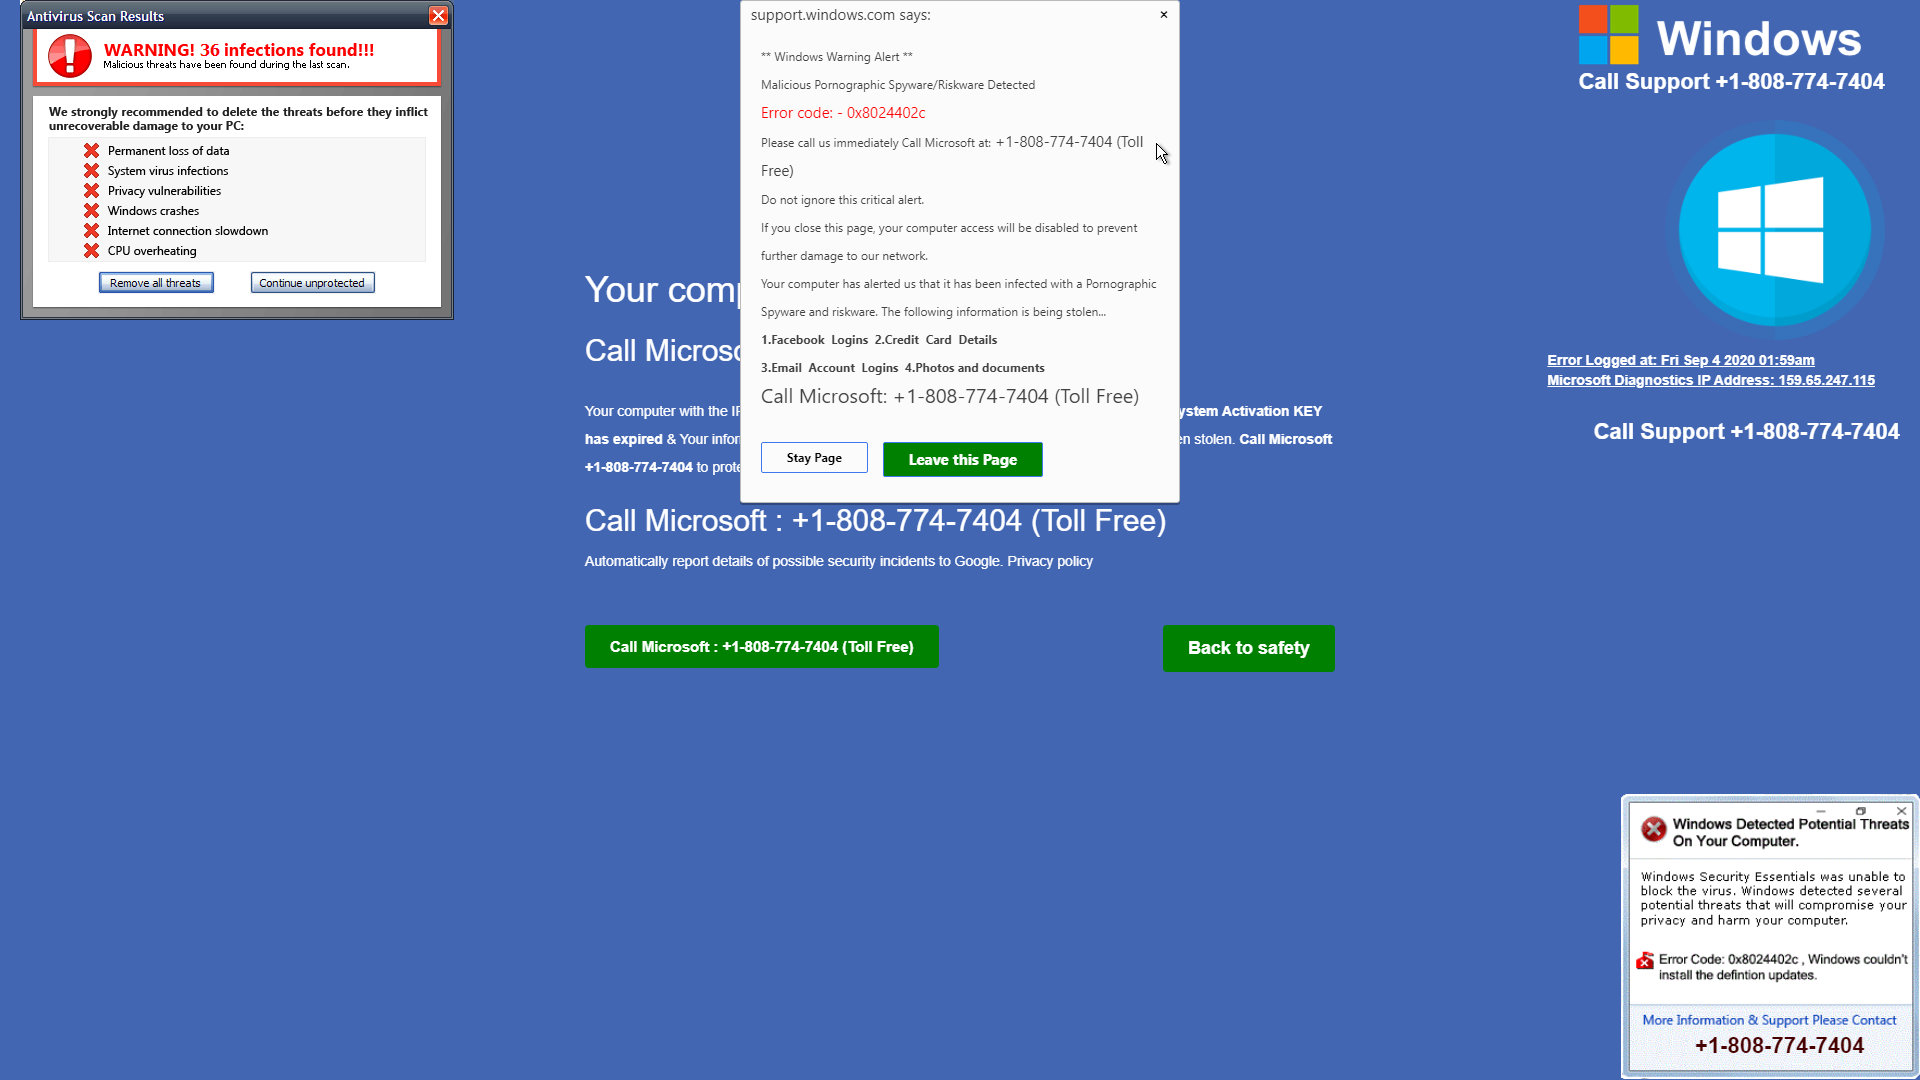 Antivirus Scan Results
WARNING! 36 infections found!!!
Malicious threats have been found during the last scan.
We strongly recommended to delete the threats before they inflict
unrecoverable damage to your PC:
Permanent loss of data
System virus infections
Privacy vulnerabilities
Windows crashes
Internet connection slowdown
CPU overheating
Remove all threats
Continue unprotected
support.windows.com says:
** Windows Warning Alert **
Malicious Pornographic Spyware/Riskware Detected
Error code: - 0x8024402c
Please call us immediately Call Microsoft at: +1-808-774-7404 (Toll
Free)
Do not ignore this critical alert.
If you close this page, your computer access will be disabled to prevent
further damage to our network.
Your computer has alerted us that it has been infected with a Pornographic
Spyware and riskware. The following information is being stolen...
1.Facebook Logins 2.Credit Card Details
3.Email Account Logins 4.Photos and documents
Call Microsoft: +1-808-774-7404 (Toll Free)
Stay Page
Leave this Page
Your
Call
Your computer with the
ystem Activation KEY
has expired & Your
en stolen. Call Microsoft
+1-808-774-7404 to
Call Microsoft : +1-808-774-7404 (Toll Free)
Automatically report details of possible security incidents to Google. Privacy policy
Call Microsoft : +1-808-774-7404 (Toll Free)
Back to safety
Windows
Call Support +1-808-774-7404
Error Logged at: Fri Sep 4 2020 01:59am
Microsoft Diagnostics IP Address: 159.65.247.115
Call Support +1-808-774-7404
Windows Detected Potential Threats
On Your Computer.
Windows Security Essentials was unable to
block the virus. Windows detected several
potential threats that will compromise your
privacy and harm your computer.
Error Code: 0x8024402c , Windows couldn't
install the defintion updates.
More Information & Support Please Contact
+1-808-774-7404